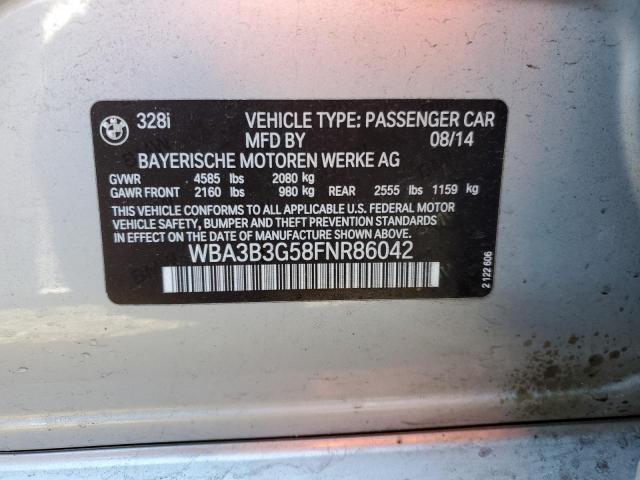 BMW 328i VEHICLE TYPE: PASSENGER CAR
MFD BY 08/14
BAYERISCHE MOTOREN WERKE AG
GVWR 4585 lbs 2080 kg
GAWR FRONT 2160 lbs 980 kg REAR 2555 lbs 1159 kg
THIS VEHICLE CONFORMS TO ALL APPLICABLE U.S. FEDERAL MOTOR
VEHICLE SAFETY, BUMPER AND THEFT PREVENTION STANDARDS
IN EFFECT ON THE DATE OF MANUFACTURE SHOWN ABOVE.
WBA3B3G58FNR86042
2 122 606